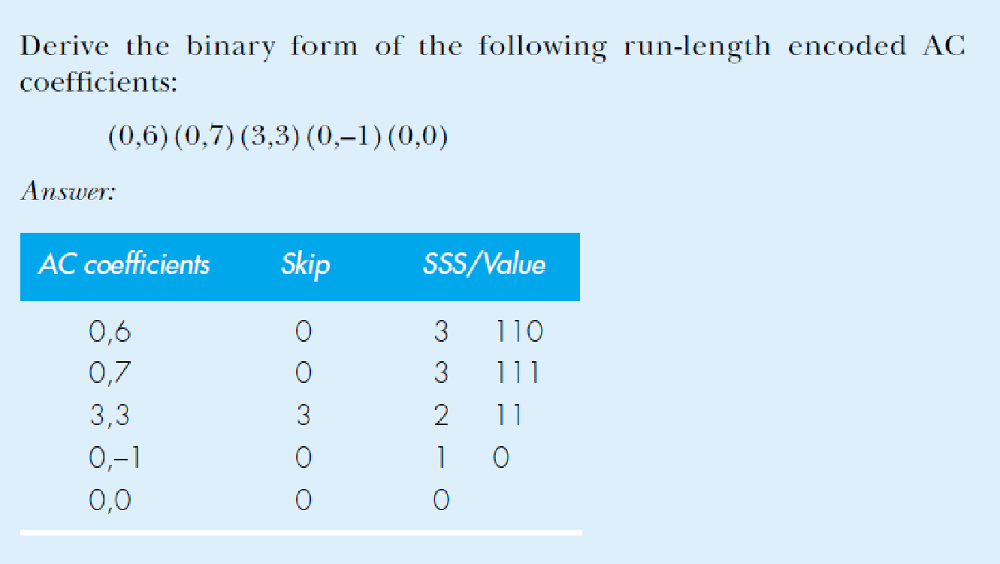 Derive the binary form of the following run-length encoded AC
coefficients:
(0,6) (0,7) (3,3) (0,–1) (0,0)
Answer:
AC coefficients Skip SSS/Value
0,6 0 3 110
0,7 0 3 111
3,3 3 2 11
0,–1 0 1 0
0,0 0 0